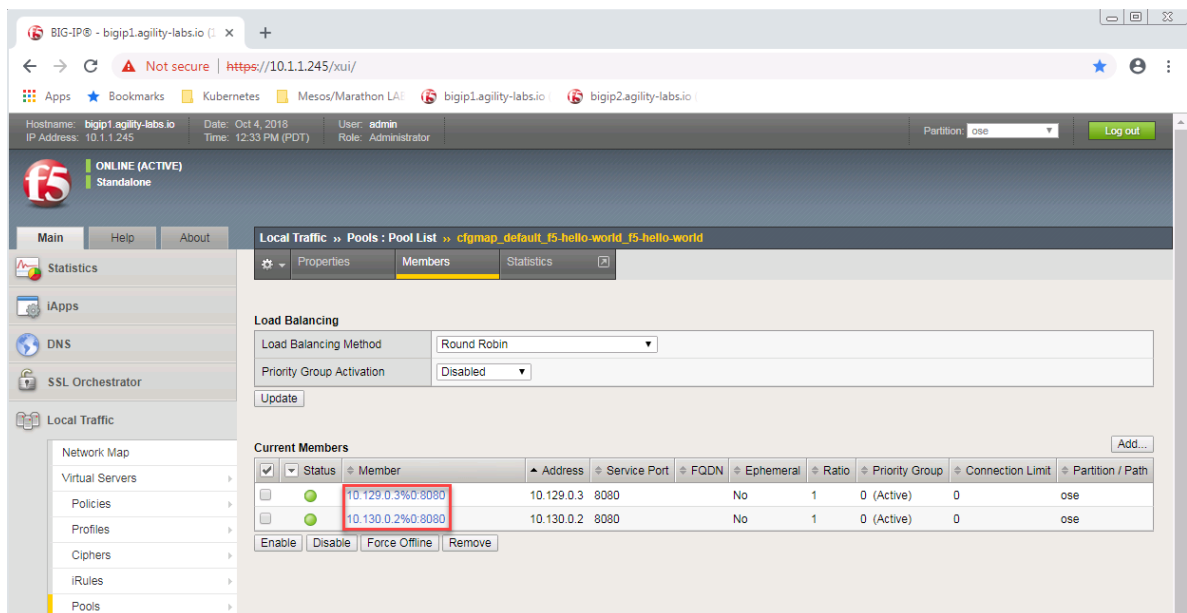 BIG-IP® - bigip1.agility-labs.io (
Not secure | https://10.1.1.245/xui/
Apps Bookmarks Kubernetes Mesos/Marathon LA bigip1.agility-labs.io bigip2.agility-labs.io
Hostname: bigip1.agility-labs.io Date: Oct 4, 2018 User: admin Partition: ose Log out
IP Address: 10.1.1.245 Time: 12:33 PM (PDT) Role: Administrator
f5 ONLINE (ACTIVE)
Standalone
Main Help About Local Traffic ›› Pools : Pool List ›› cfgmap_default_f5-hello-world_f5-hello-world
Properties Members Statistics
Statistics
iApps
DNS
SSL Orchestrator
Local Traffic
Network Map
Virtual Servers
Policies
Profiles
Ciphers
iRules
Pools
Load Balancing
Load Balancing Method Round Robin
Priority Group Activation Disabled
Update
Current Members Add...
Status Member Address Service Port FQDN Ephemeral Ratio Priority Group Connection Limit Partition / Path
10.129.0.3%0:8080 10.129.0.3 8080 No 1 0 (Active) 0 ose
10.130.0.2%0:8080 10.130.0.2 8080 No 1 0 (Active) 0 ose
Enable Disable Force Offline Remove